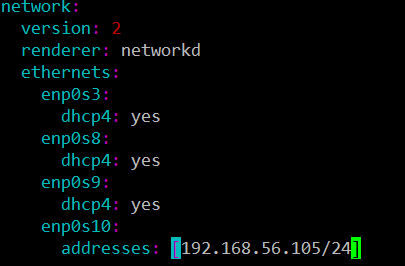 network:
  version: 2
  renderer: networkd
  ethernets:
    enp0s3:
      dhcp4: yes
    enp0s8:
      dhcp4: yes
    enp0s9:
      dhcp4: yes
    enp0s10:
      addresses: [192.168.56.105/24]